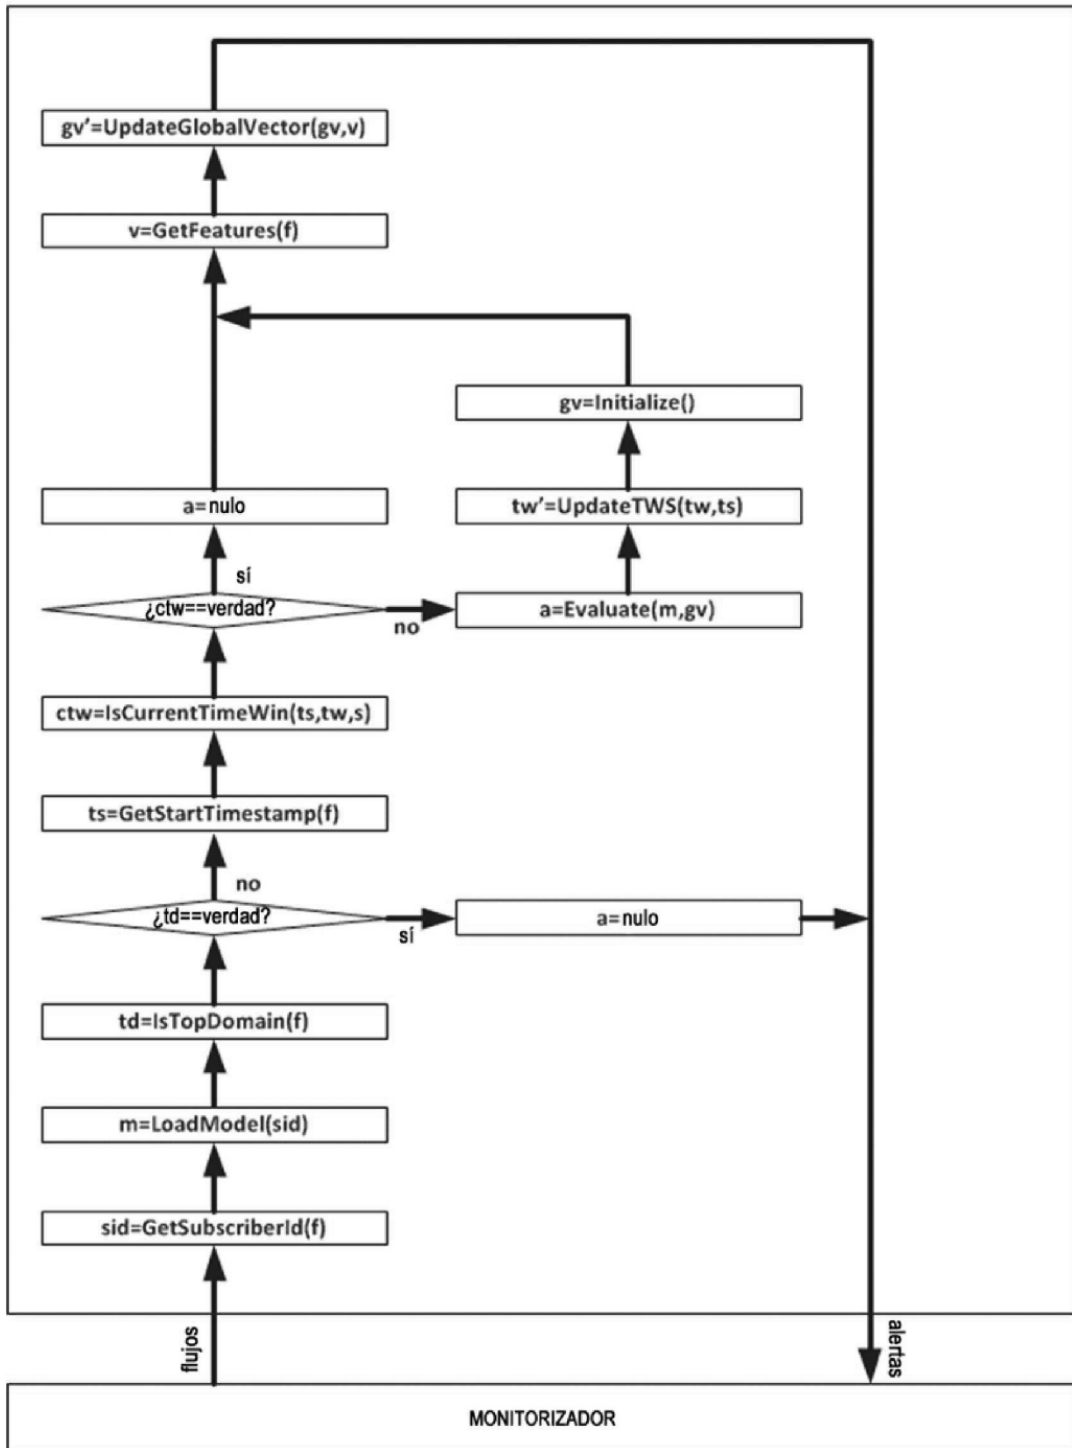 gv'=UpdateGlobalVector(gv,v)
v=GetFeatures(f)
gv=Initialize()
a=nulo
tw'=UpdateTWS(tw,ts)
sí
¿ctw==verdad?
no
a=Evaluate(m,gv)
ctw=IsCurrentTimeWin(ts,tw,s)
ts=GetStartTimestamp(f)
no
¿td==verdad?
sí
a=nulo
td=IsTopDomain(f)
m=LoadModel(sid)
sid=GetSubscriberId(f)
flujos
alertas
MONITORIZADOR